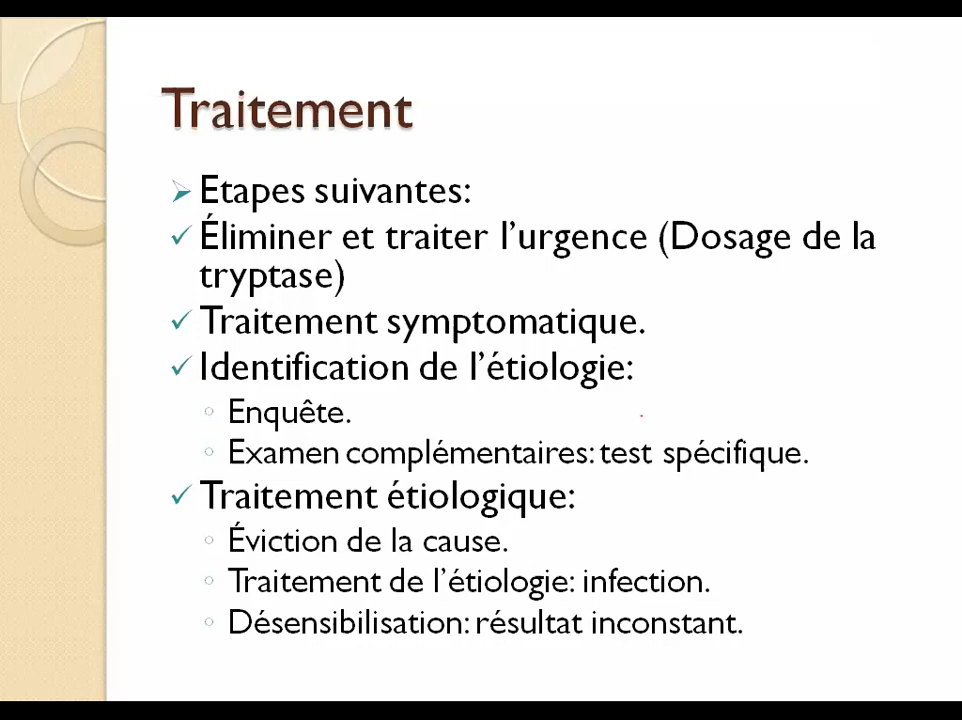 Traitement
Etapes suivantes:
Éliminer et traiter l’urgence (Dosage de la
tryptase)
Traitement symptomatique.
Identification de l’étiologie:
Enquête.
Examen complémentaires: test spécifique.
Traitement étiologique:
Éviction de la cause.
Traitement de l’étiologie: infection.
Désensibilisation: résultat inconstant.